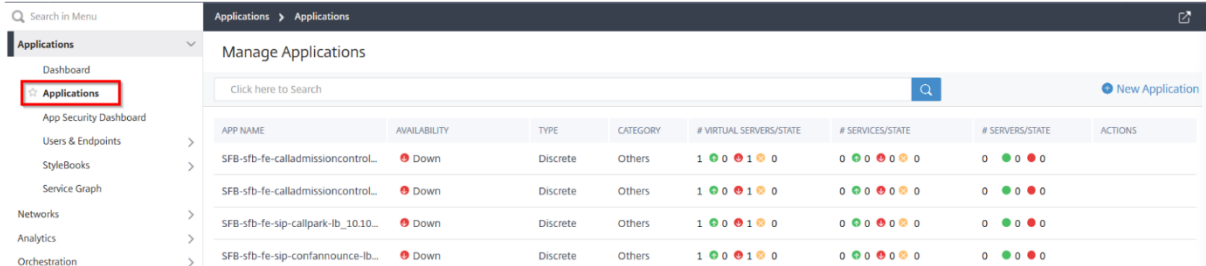 Search in Menu
Applications
Dashboard
Applications
App Security Dashboard
Users & Endpoints
StyleBooks
Service Graph
Networks
Analytics
Orchestration
Applications > Applications
Manage Applications
Click here to Search
New Application
APP NAME AVAILABILITY TYPE CATEGORY # VIRTUAL SERVERS/STATE # SERVICES/STATE # SERVERS/STATE ACTIONS
SFB-sfb-fe-calladmissioncontrol... Down Discrete Others 1 0 1 0 0 0 0 0 0 0 0
SFB-sfb-fe-calladmissioncontrol... Down Discrete Others 1 0 1 0 0 0 0 0 0 0 0
SFB-sfb-fe-sip-callpark-lb_10.10... Down Discrete Others 1 0 1 0 0 0 0 0 0 0 0
SFB-sfb-fe-sip-confannounce-lb... Down Discrete Others 1 0 1 0 0 0 0 0 0 0 0